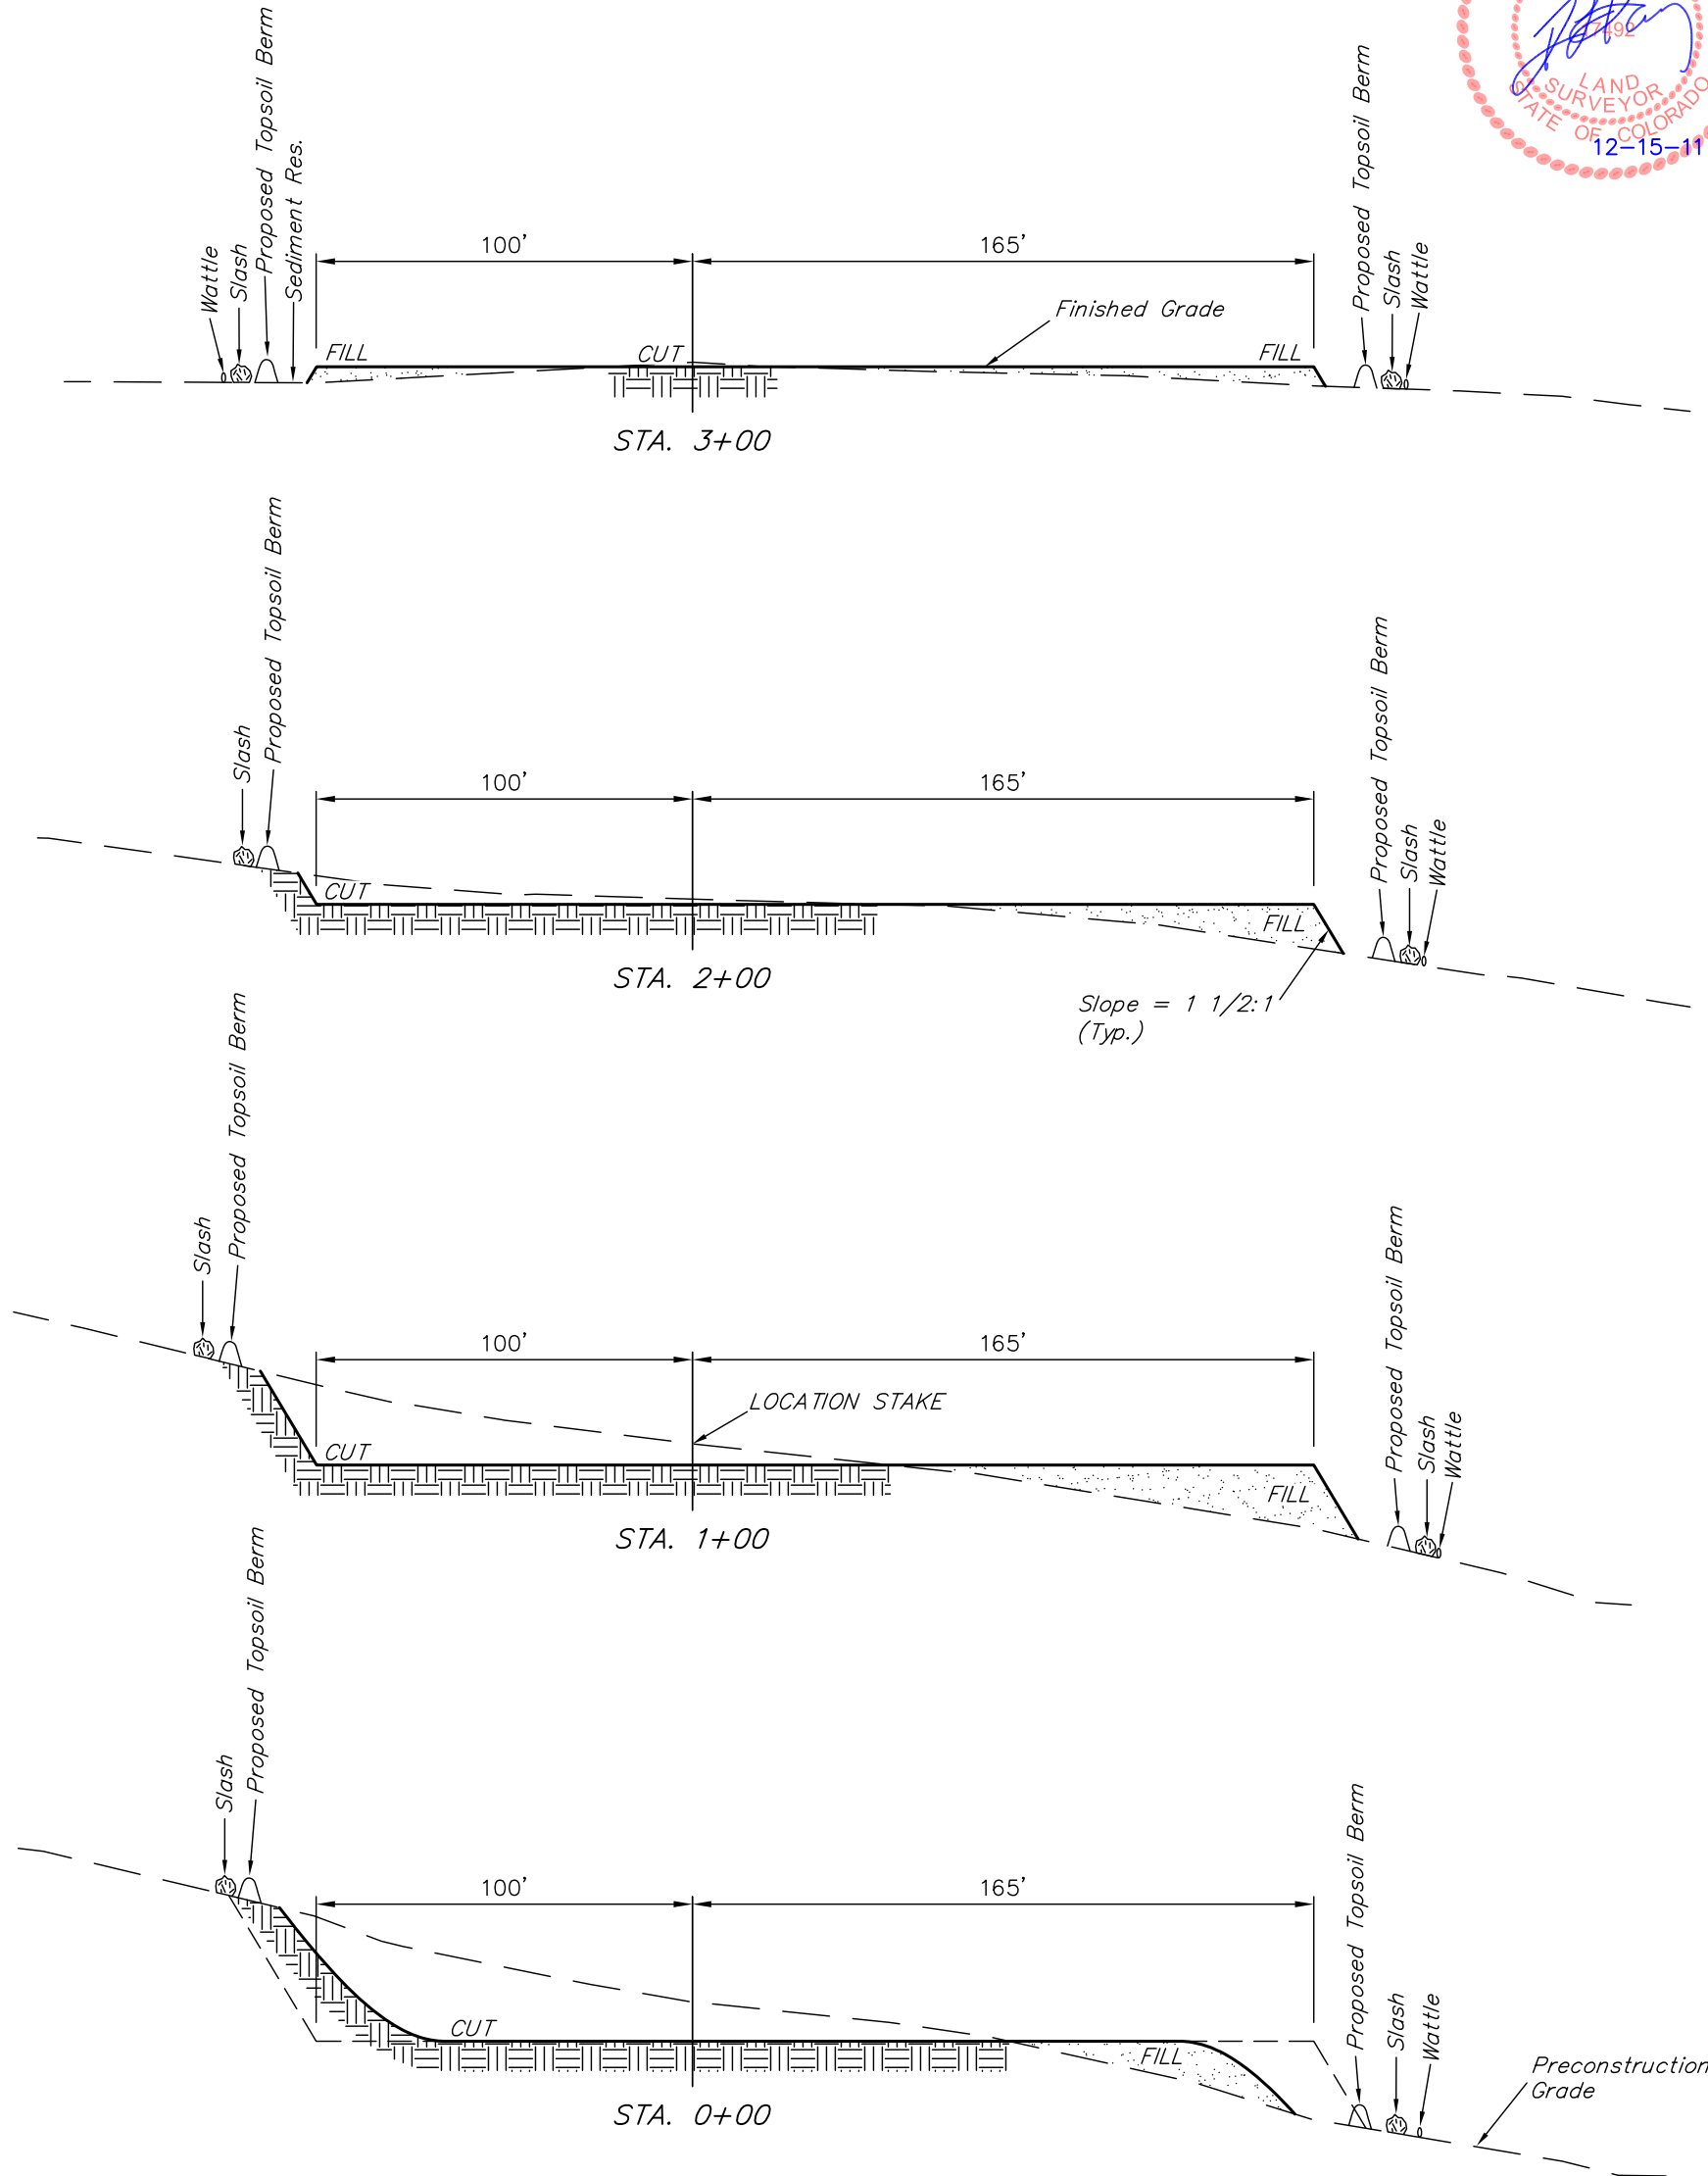 7492
LAND
SURVEYOR
STATE OF COLORADO
12-15-11
Wattle
Slash
Proposed Topsoil Berm
Sediment Res.
100'
165'
Proposed Topsoil Berm
Slash
Wattle
Finished Grade
FILL
CUT
FILL
STA. 3+00
Slash
Proposed Topsoil Berm
100'
165'
Proposed Topsoil Berm
Slash
Wattle
CUT
FILL
STA. 2+00
Slope = 1 1/2:1
(Typ.)
Slash
Proposed Topsoil Berm
100'
165'
Proposed Topsoil Berm
Slash
Wattle
LOCATION STAKE
CUT
FILL
STA. 1+00
Slash
Proposed Topsoil Berm
100'
165'
Proposed Topsoil Berm
Slash
Wattle
CUT
FILL
Preconstruction
Grade
STA. 0+00